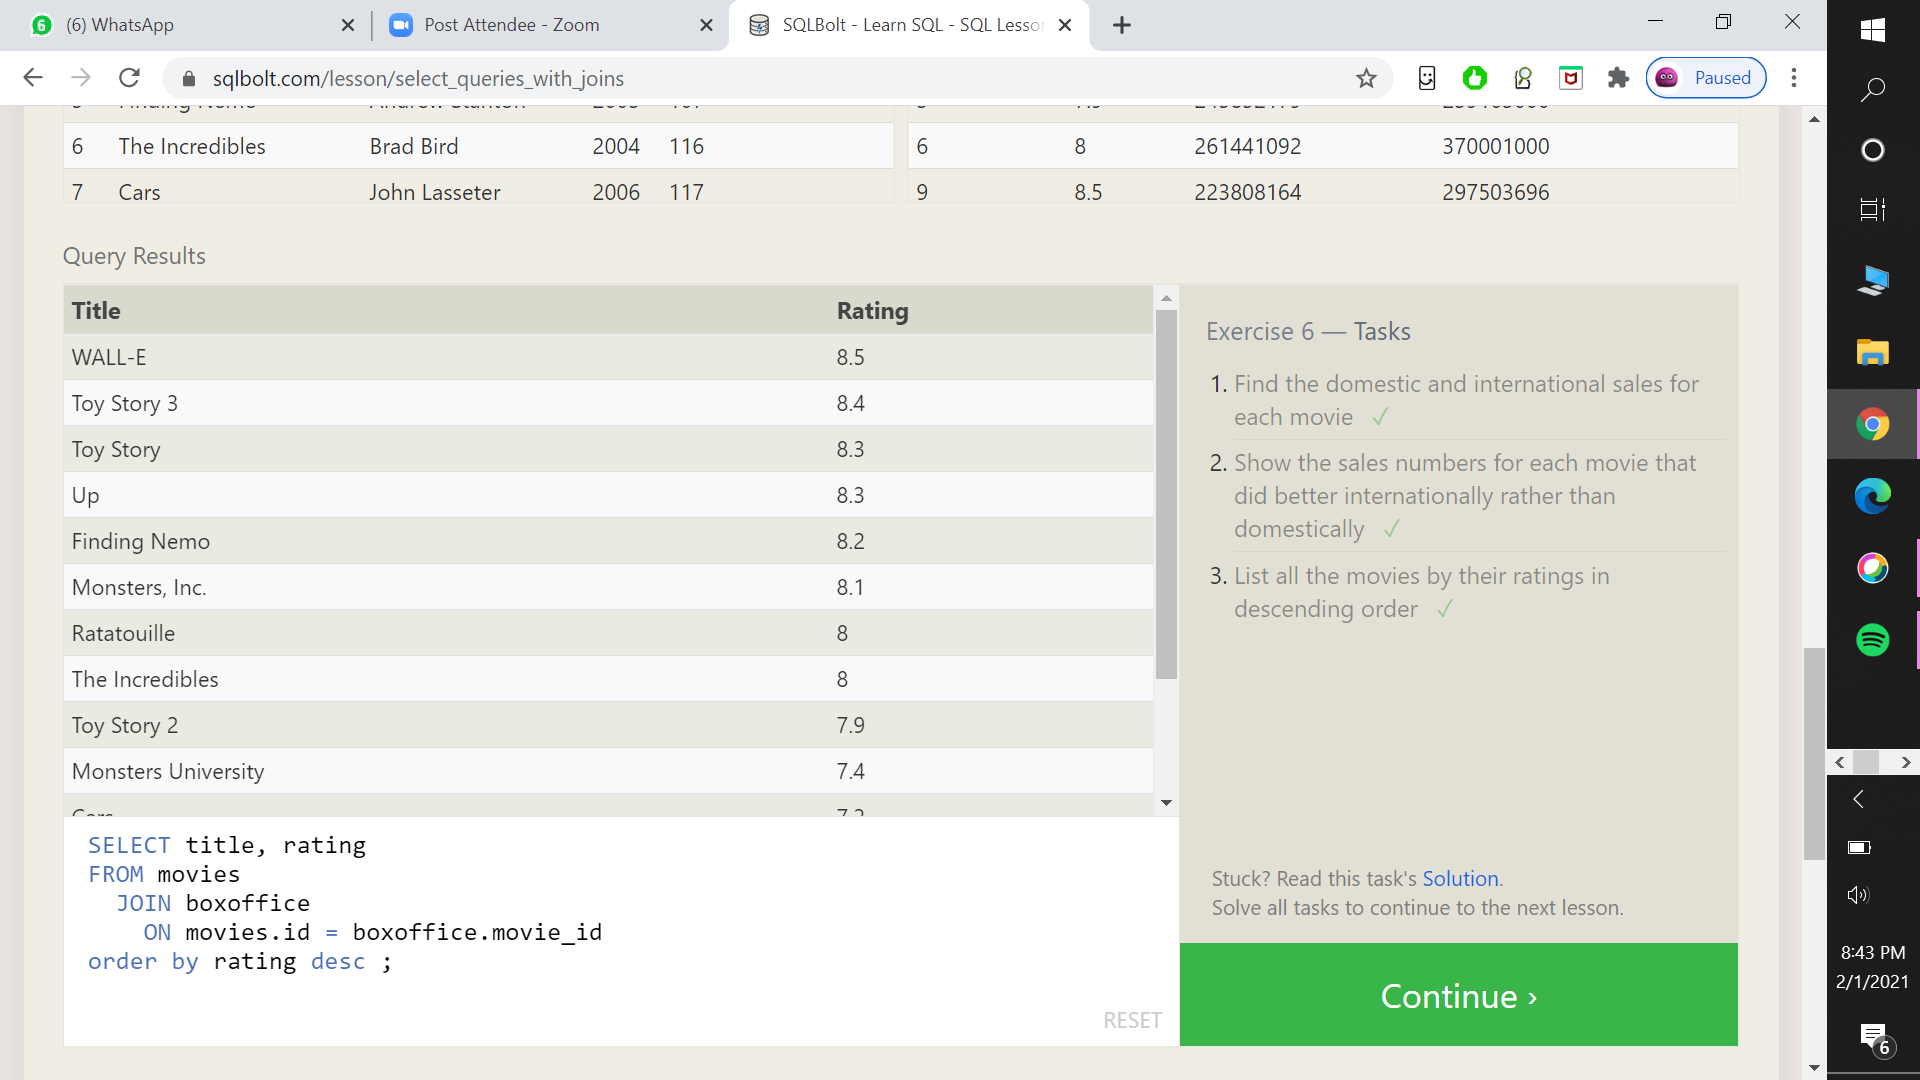 (6) WhatsApp
Post Attendee - Zoom
SQLBolt - Learn SQL - SQL Lesson
sqlbolt.com/lesson/select_queries_with_joins
Paused
6 The Incredibles Brad Bird 2004 116
6 8 261441092 370001000
7 Cars John Lasseter 2006 117
9 8.5 223808164 297503696
Query Results
Title Rating
WALL-E 8.5
Toy Story 3 8.4
Toy Story 8.3
Up 8.3
Finding Nemo 8.2
Monsters, Inc. 8.1
Ratatouille 8
The Incredibles 8
Toy Story 2 7.9
Monsters University 7.4
SELECT title, rating
FROM movies
JOIN boxoffice
ON movies.id = boxoffice.movie_id
order by rating desc ;
RESET
Exercise 6 — Tasks
1. Find the domestic and international sales for
each movie ✓
2. Show the sales numbers for each movie that
did better internationally rather than
domestically ✓
3. List all the movies by their ratings in
descending order ✓
Stuck? Read this task's Solution.
Solve all tasks to continue to the next lesson.
Continue ›
8:43 PM
2/1/2021
6